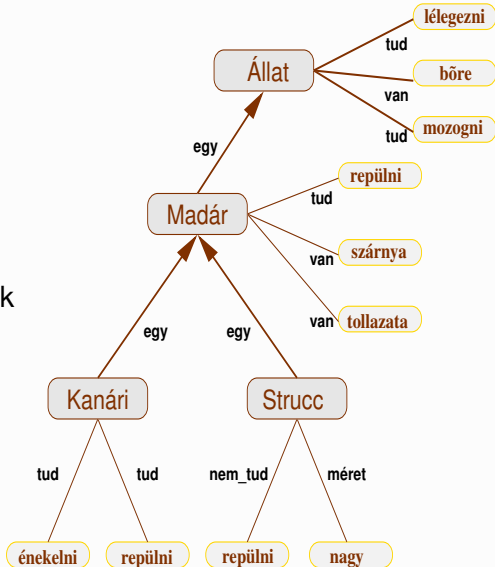 lélegezni
tud
Állat
bõre
van
tud
mozogni
egy
repülni
tud
Madár
szárnya
van
k
van
tollazata
egy
egy
Kanári
Strucc
tud
tud
nem_tud
méret
énekelni
repülni
repülni
nagy